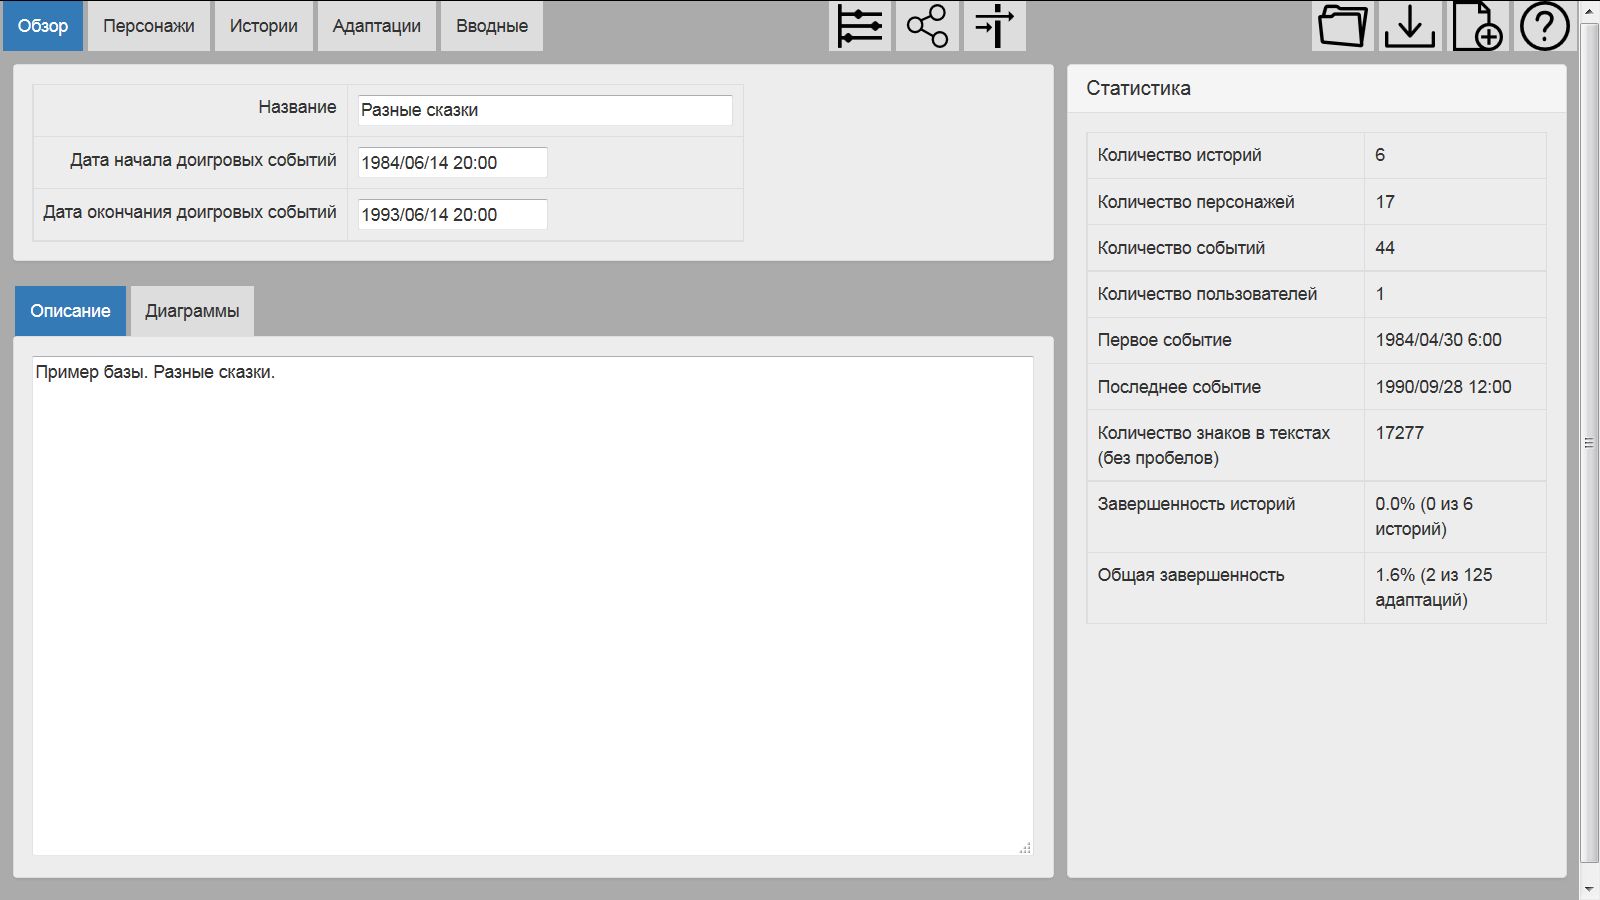 Обзор Персонажи Истории Адаптации Вводные
Название Разные сказки
Дата начала доигровых событий 1984/06/14 20:00
Дата окончания доигровых событий 1993/06/14 20:00
Описание Диаграммы
Пример базы. Разные сказки.
Статистика
Количество историй 6
Количество персонажей 17
Количество событий 44
Количество пользователей 1
Первое событие 1984/04/30 6:00
Последнее событие 1990/09/28 12:00
Количество знаков в текстах 17277
(без пробелов)
Завершенность историй 0.0% (0 из 6
историй)
Общая завершенность 1.6% (2 из 125
адаптаций)